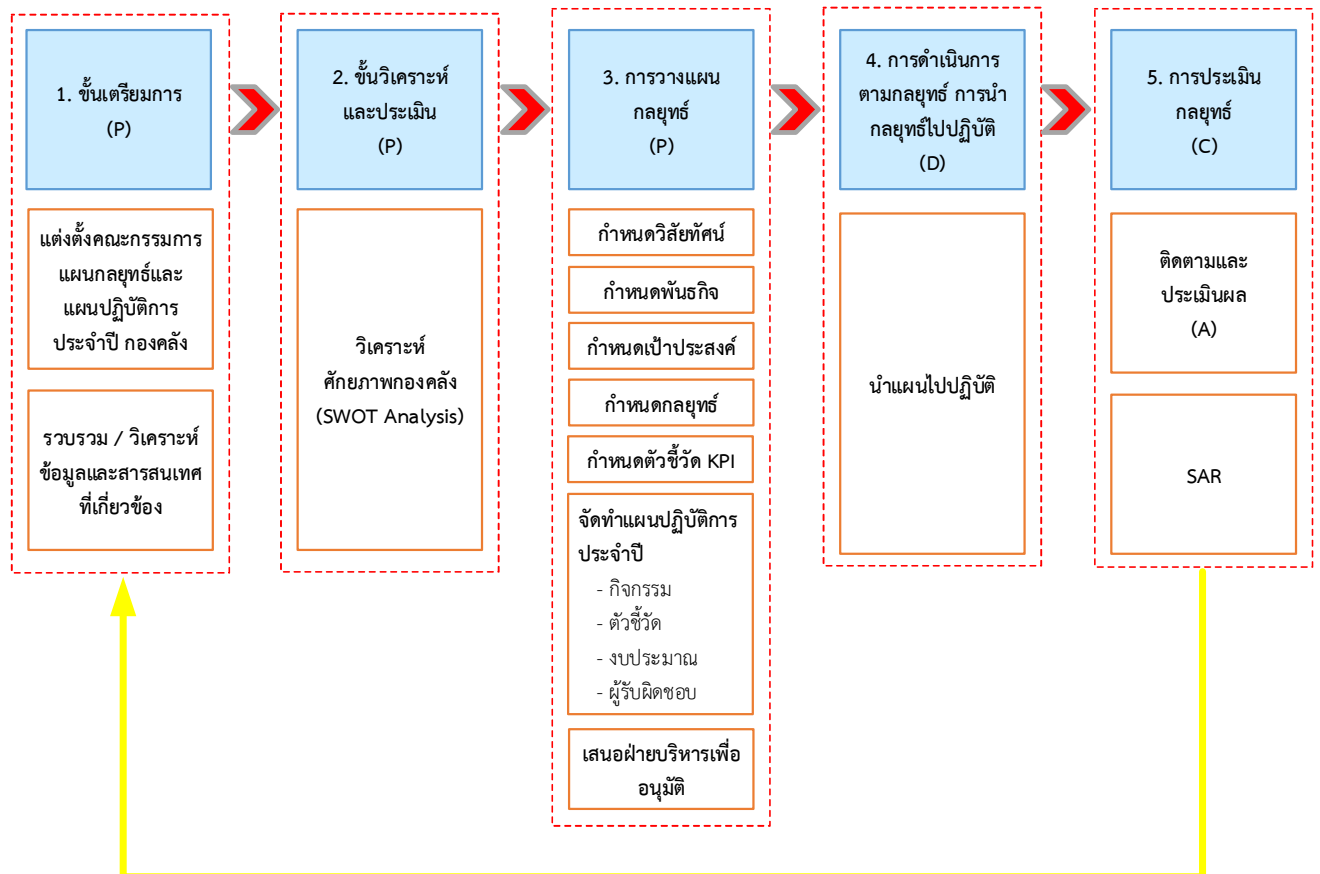 1. ขั้นเตรียมการ
(P)
แต่งตั้งคณะกรรมการ
แผนกลยุทธ์และ
แผนปฏิบัติการ
ประจำปี กองคลัง
รวบรวม / วิเคราะห์
ข้อมูลและสารสนเทศ
ที่เกี่ยวข้อง
2. ขั้นวิเคราะห์
และประเมิน
(P)
วิเคราะห์
ศักยภาพกองคลัง
(SWOT Analysis)
3. การวางแผน
กลยุทธ์
(P)
กำหนดวิสัยทัศน์
กำหนดพันธกิจ
กำหนดเป้าประสงค์
กำหนดกลยุทธ์
กำหนดตัวชี้วัด KPI
จัดทำแผนปฏิบัติการ
ประจำปี
- กิจกรรม
- ตัวชี้วัด
- งบประมาณ
- ผู้รับผิดชอบ
เสนอฝ่ายบริหารเพื่อ
อนุมัติ
4. การดำเนินการ
ตามกลยุทธ์ การนำ
กลยุทธ์ไปปฏิบัติ
(D)
นำแผนไปปฏิบัติ
5. การประเมิน
กลยุทธ์
(C)
ติดตามและ
ประเมินผล
(A)
SAR